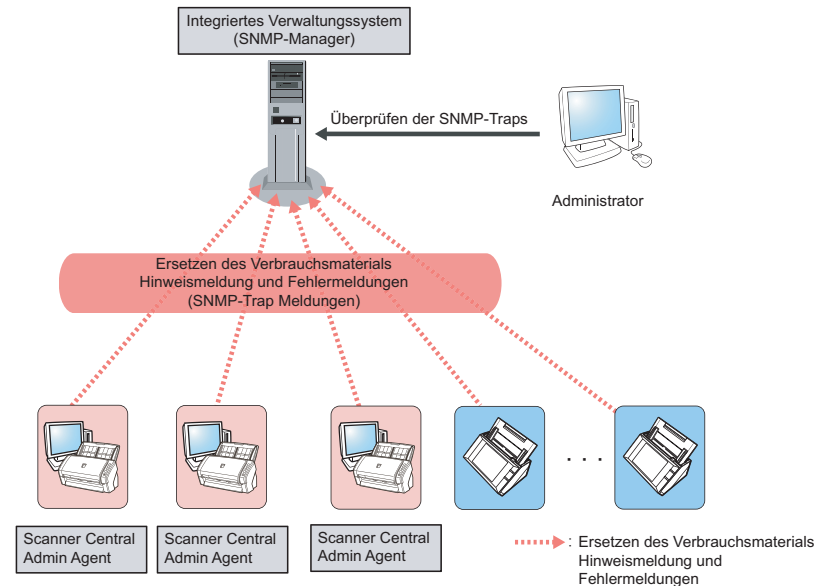 Integriertes Verwaltungssystem
(SNMP-Manager)
Überprüfen der SNMP-Traps
Administrator
Ersetzen des Verbrauchsmaterials
Hinweismeldung und Fehlermeldungen
(SNMP-Trap Meldungen)
. . .
Scanner Central
Admin Agent
Scanner Central
Admin Agent
Scanner Central
Admin Agent
: Ersetzen des Verbrauchsmaterials
Hinweismeldung und
Fehlermeldungen